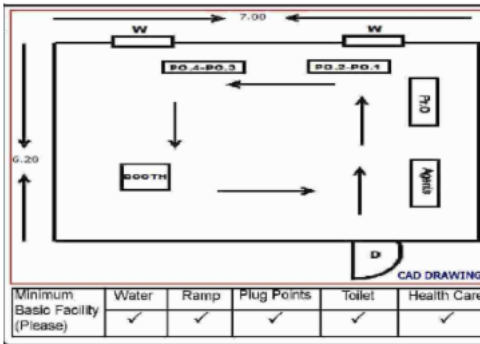 7.00
W W
PO.4-PO.3 PO.2-PO.1
Pr.O
6.20
BOOTH
Agents
D
CAD DRAWING
Minimum Basic Facility (Please) Water Ramp Plug Points Toilet Health Care
✓ ✓ ✓ ✓ ✓